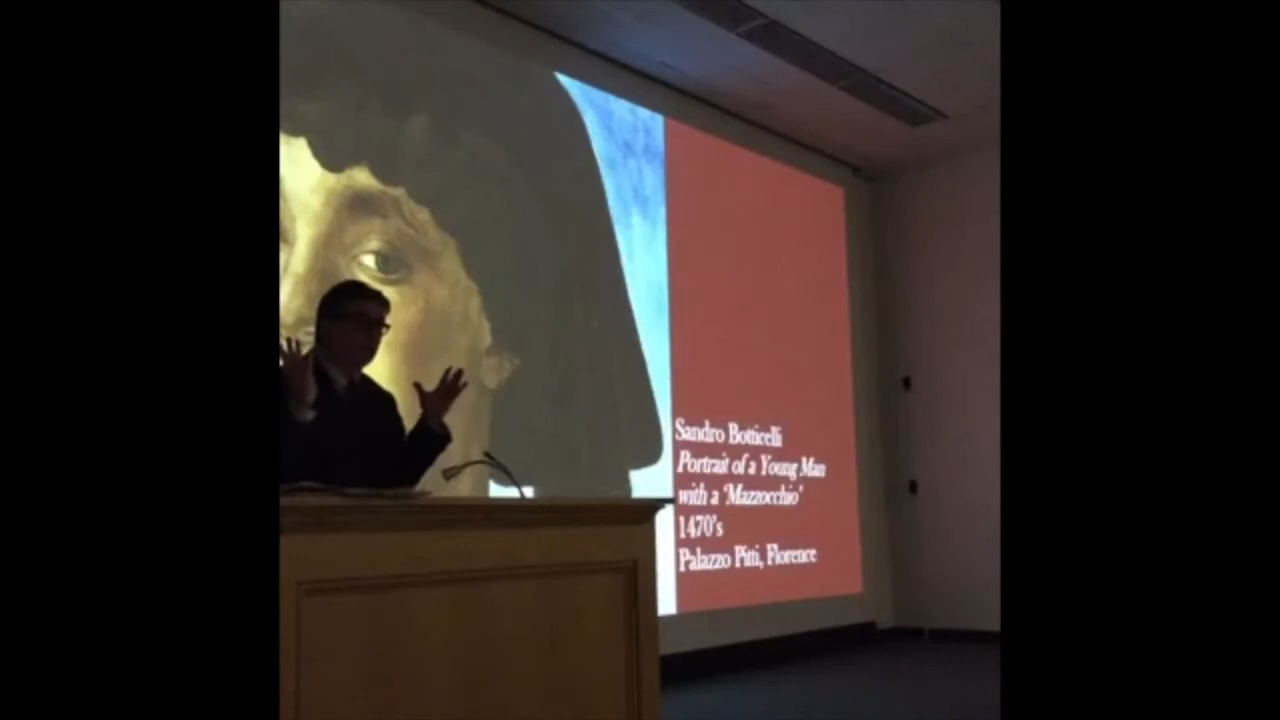 Sandro Botticelli
Portrait of a Young Man
with a 'Mazzocchio'
1470's
Palazzo Pitti, Florence